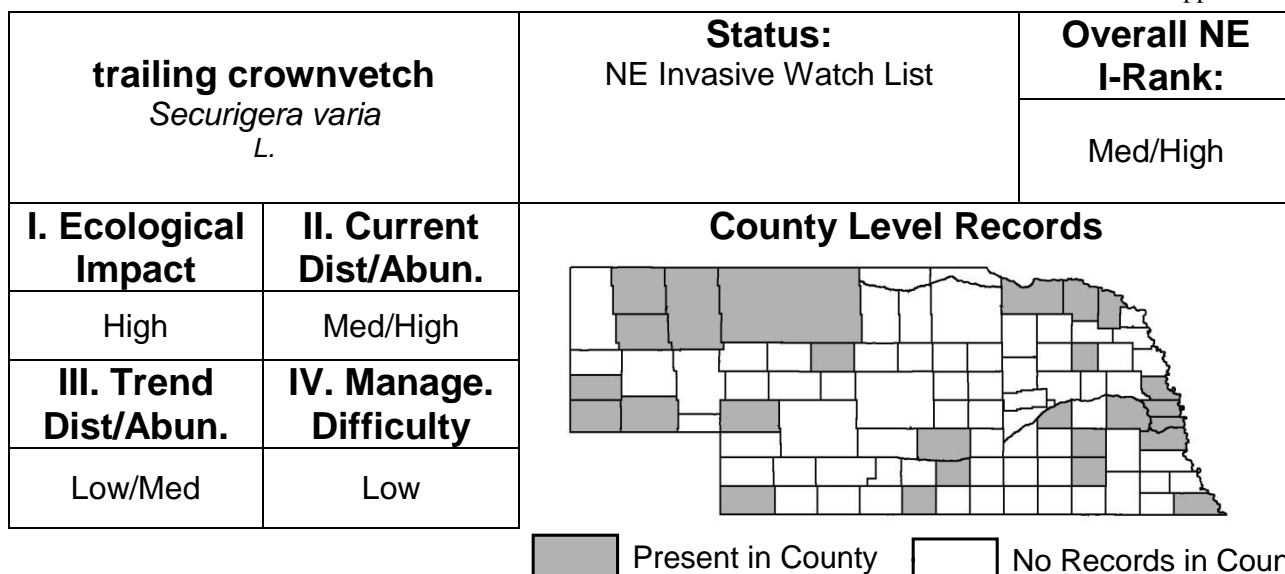 trailing crownvetch
Securigera varia
L.
Status:
NE Invasive Watch List
Overall NE
I-Rank:
Med/High
I. Ecological
Impact
High
II. Current
Dist/Abun.
Med/High
III. Trend
Dist/Abun.
Low/Med
IV. Manage.
Difficulty
Low
County Level Records
Present in County
No Records in